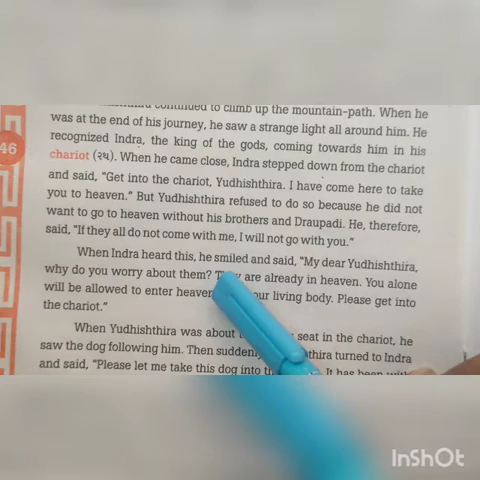 continued to climb up the mountain-path. When he
was at the end of his journey, he saw a strange light all around him. He
recognized Indra, the king of the gods, coming towards him in his
46
chariot (રથ). When he came close, Indra stepped down from the chariot
and said, "Get into the chariot, Yudhishthira. I have come here to take
you to heaven." But Yudhishthira refused to do so because he did not
want to go to heaven without his brothers and Draupadi. He, therefore,
said, "If they all do not come with me, I will not go with you."
When Indra heard this, he smiled and said, "My dear Yudhishthira,
why do you worry about them? They are already in heaven. You alone
will be allowed to enter heaven our living body. Please get into
the chariot."
When Yudhishthira was about seat in the chariot, he
saw the dog following him. Then suddenly thira turned to Indra
and said, "Please let me take this dog into It has been
InShOt